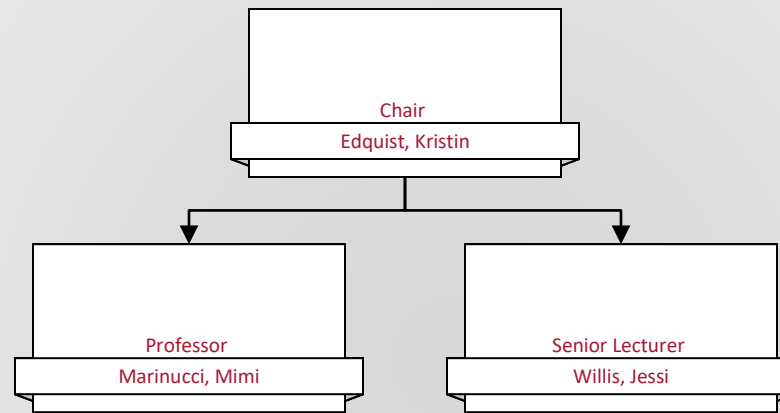 Chair
Edquist, Kristin
Professor
Marinucci, Mimi
Senior Lecturer
Willis, Jessi